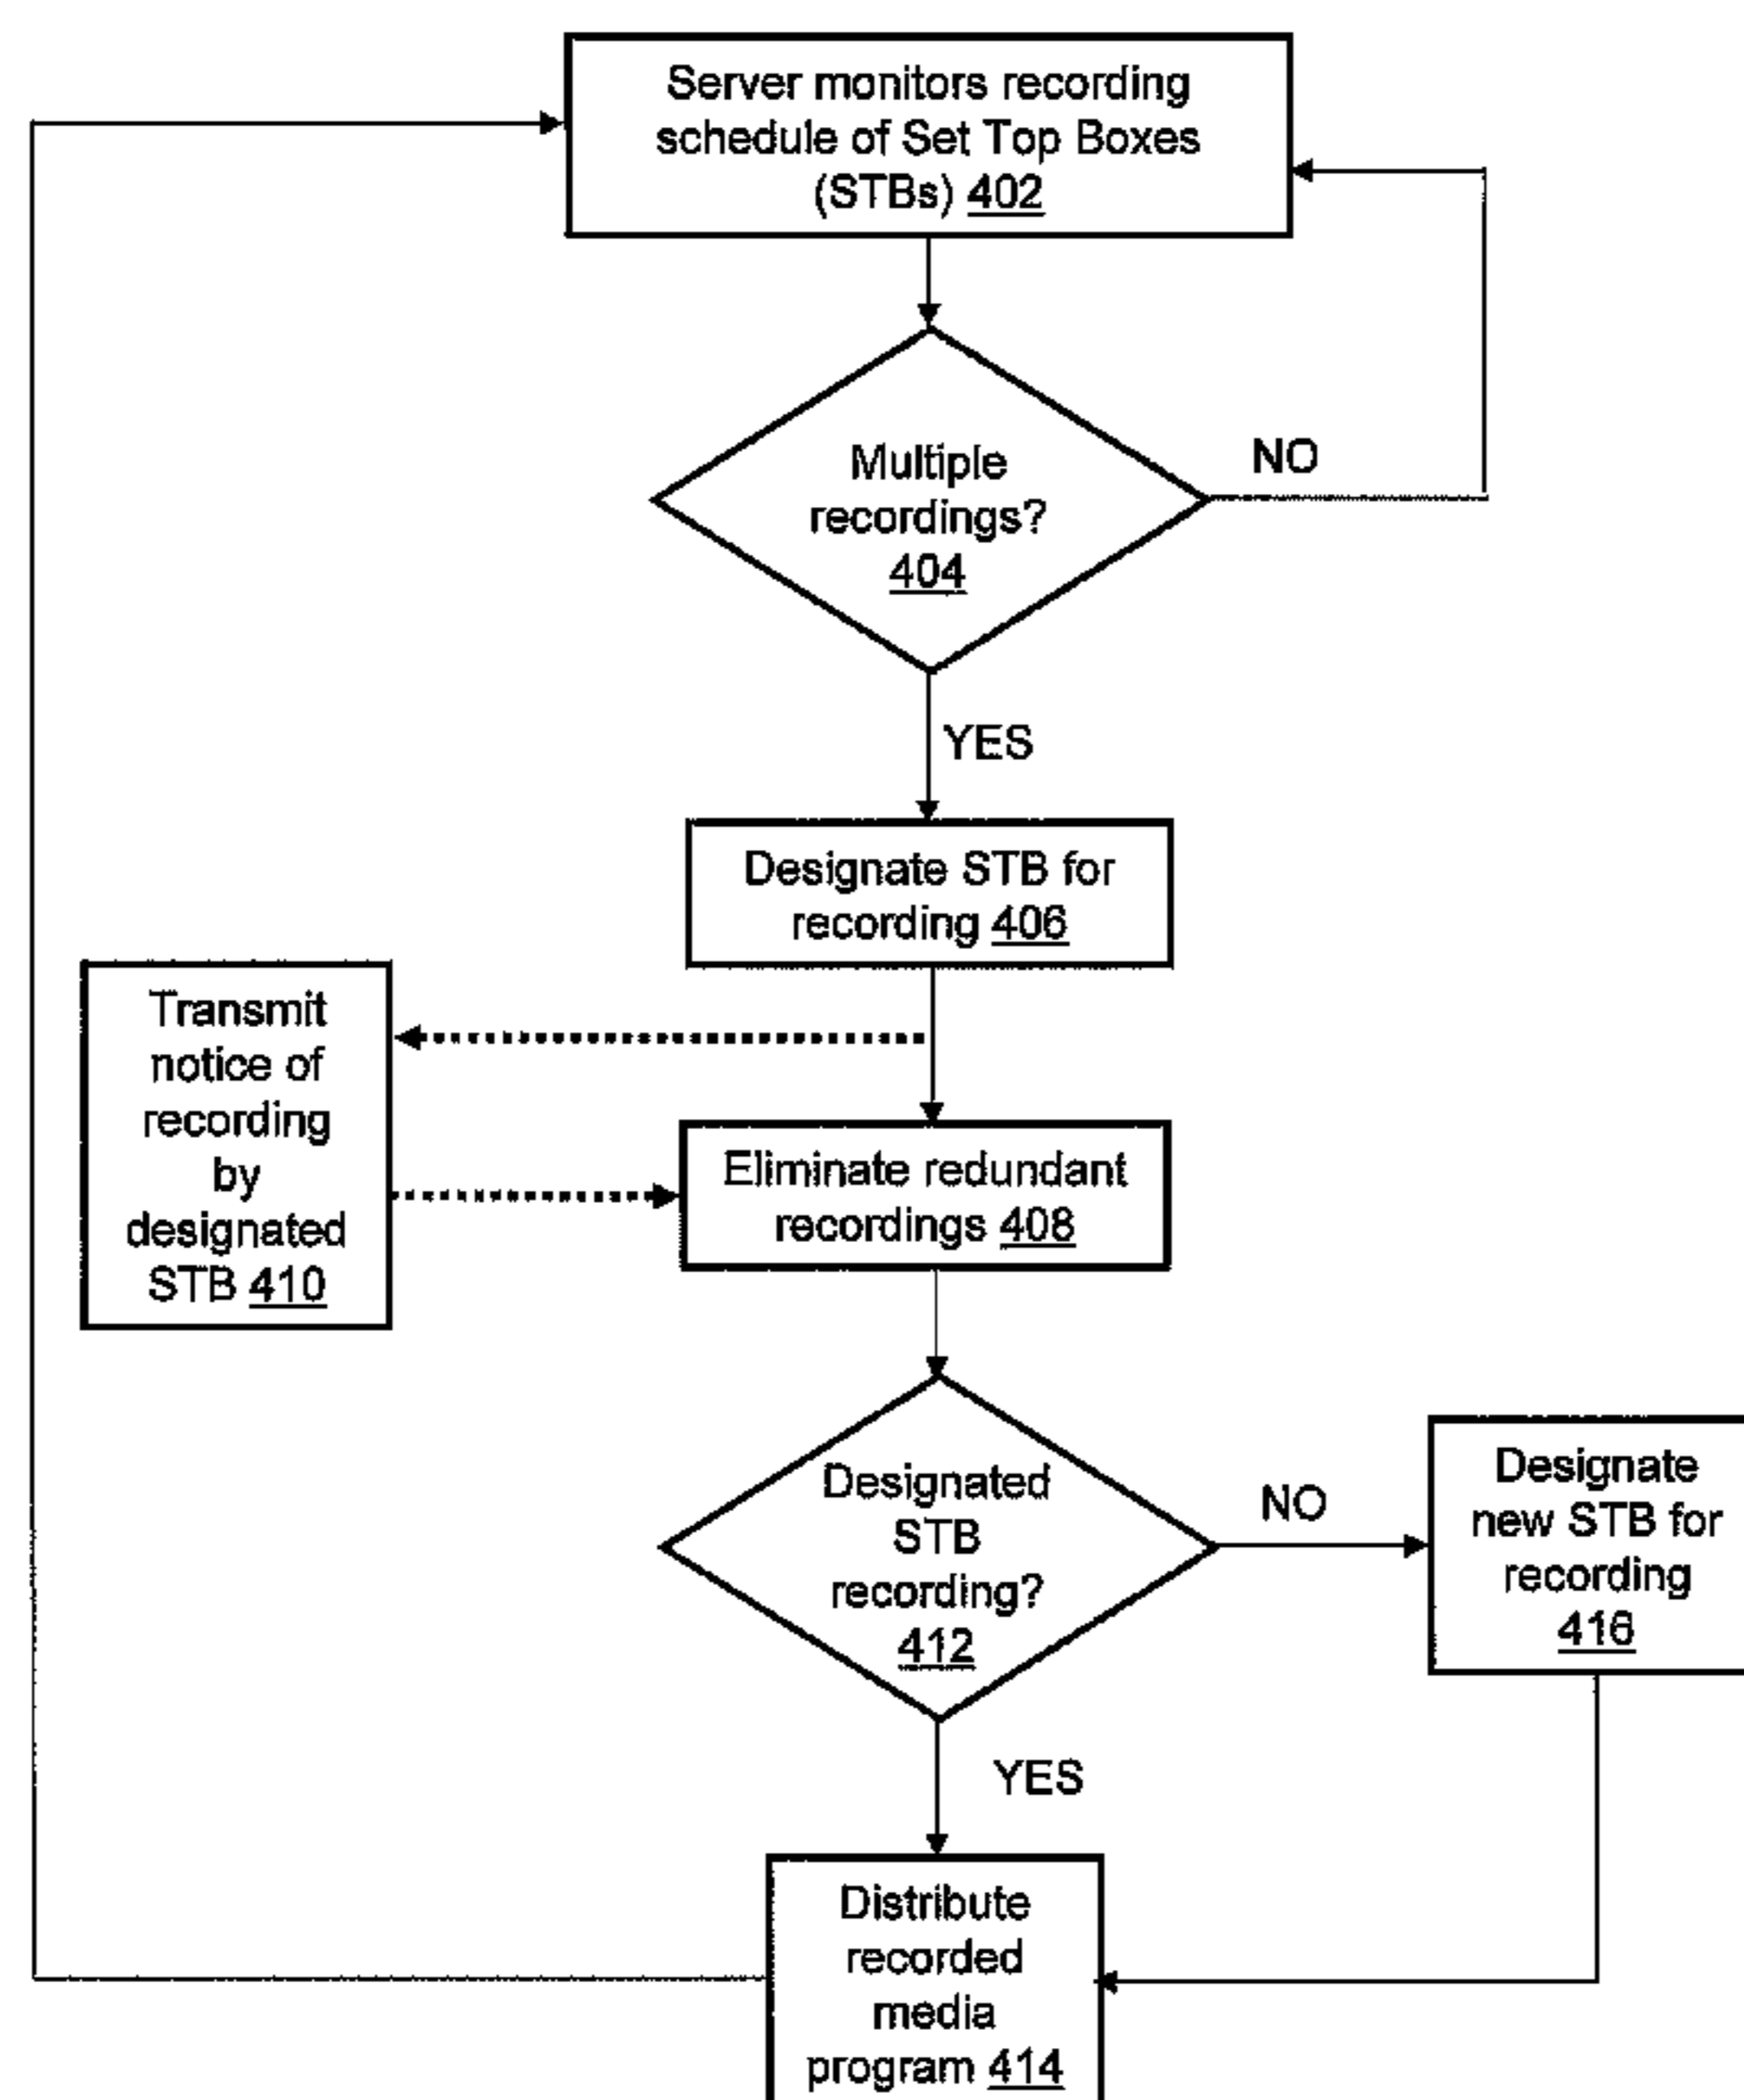 Server monitors recording
schedule of Set Top Boxes
(STBs) 402
Multiple
recordings?
404
NO
YES
Designate STB for
recording 406
Transmit
notice of
recording
by
designated
STB 410
Eliminate redundant
recordings 408
Designated
STB
recording?
412
NO
Designate
new STB for
recording
416
YES
Distribute
recorded
media
program 414